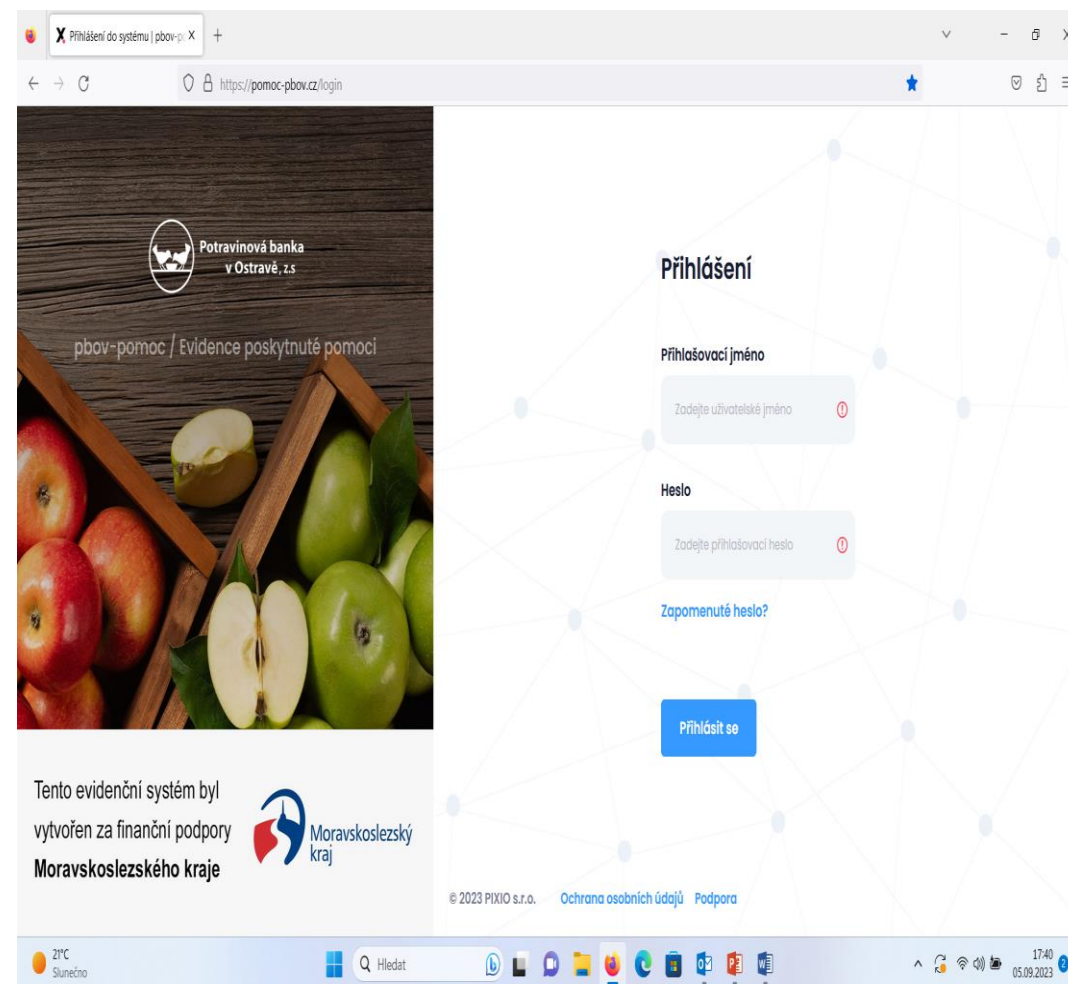 Přihlášení do systému | pbov-po
https://pomoc-pbov.cz/login
Potravinová banka
v Ostravě, z.s
pbov-pomoc / Evidence poskytnuté pomoci
Tento evidenční systém byl
vytvořen za finanční podpory
Moravskoslezského kraje
Moravskoslezský
kraj
Přihlášení
Přihlašovací jméno
Zadejte uživatelské jméno
Heslo
Zadejte přihlašovací heslo
Zapomenuté heslo?
Přihlásit se
© 2023 PIXIO s.r.o. Ochrana osobních údajů Podpora
21°C
Slunečno
Hledat
17:40
05.09.2023
2